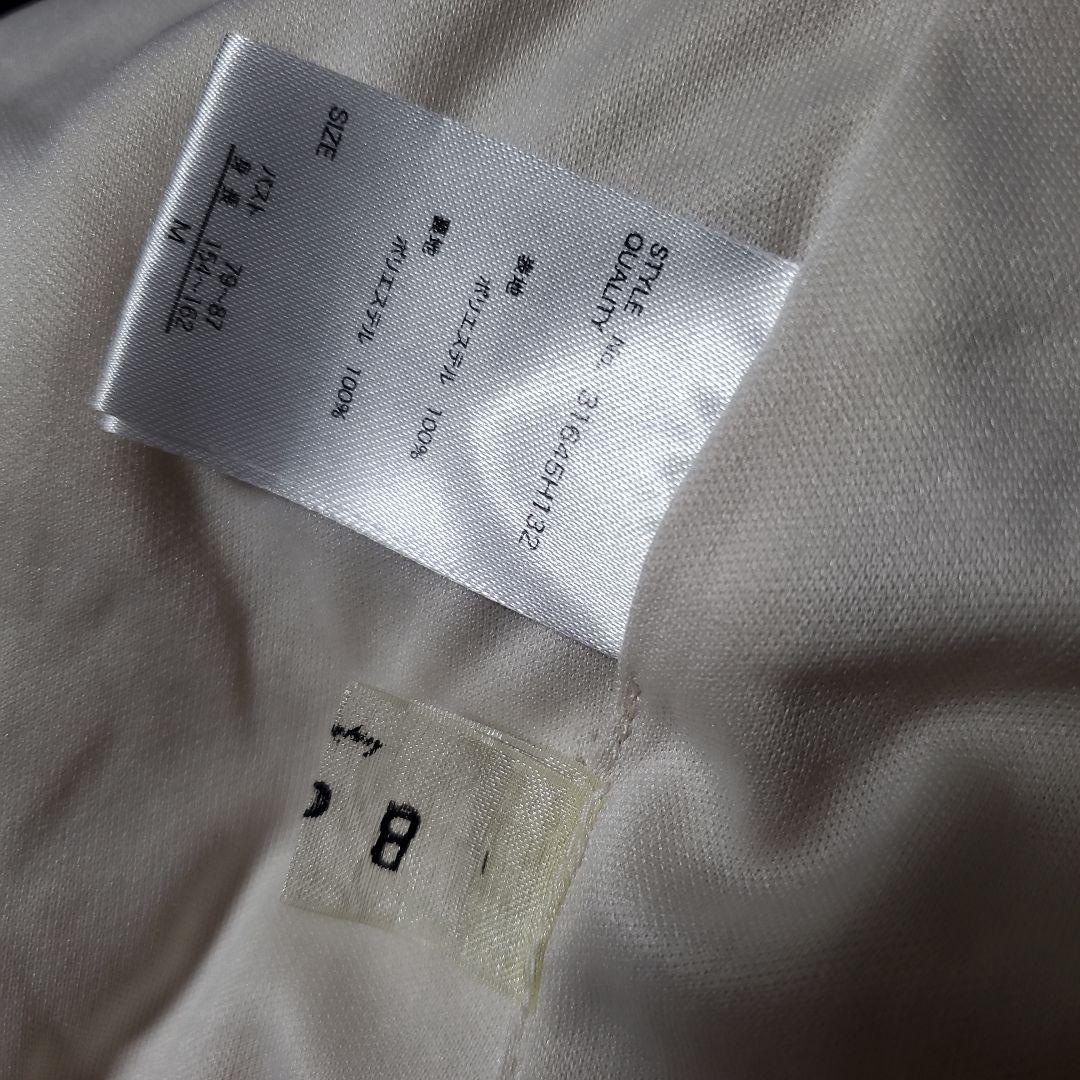 STYLE No. 31645H132
QUALITY
表地 ポリエステル 100%
裏地 ポリエステル 100%
SIZE
バスト 79~87
身長 154~162
M
B